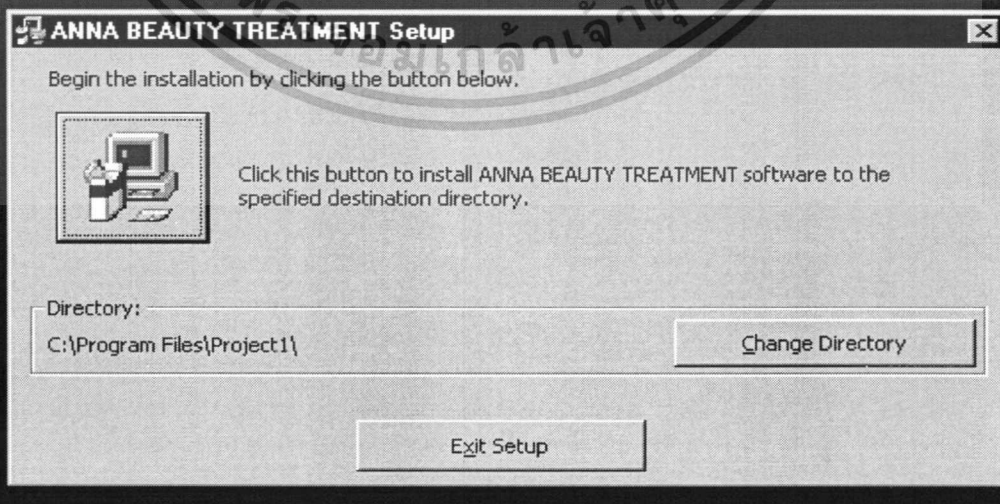 ANNA BEAUTY TREATMENT Setup
Begin the installation by clicking the button below.
Click this button to install ANNA BEAUTY TREATMENT software to the
specified destination directory.
Directory:
C:\Program Files\Project1\
Change Directory
Exit Setup